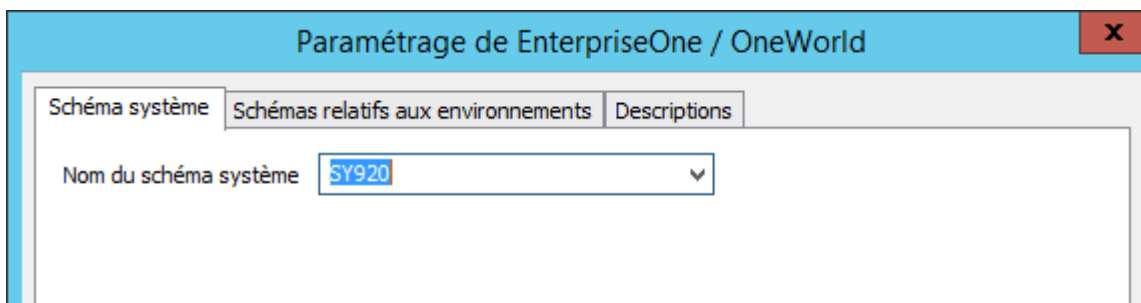 Paramétrage de EnterpriseOne / OneWorld
x
Schéma système
Schémas relatifs aux environnements
Descriptions
Nom du schéma système
SY920